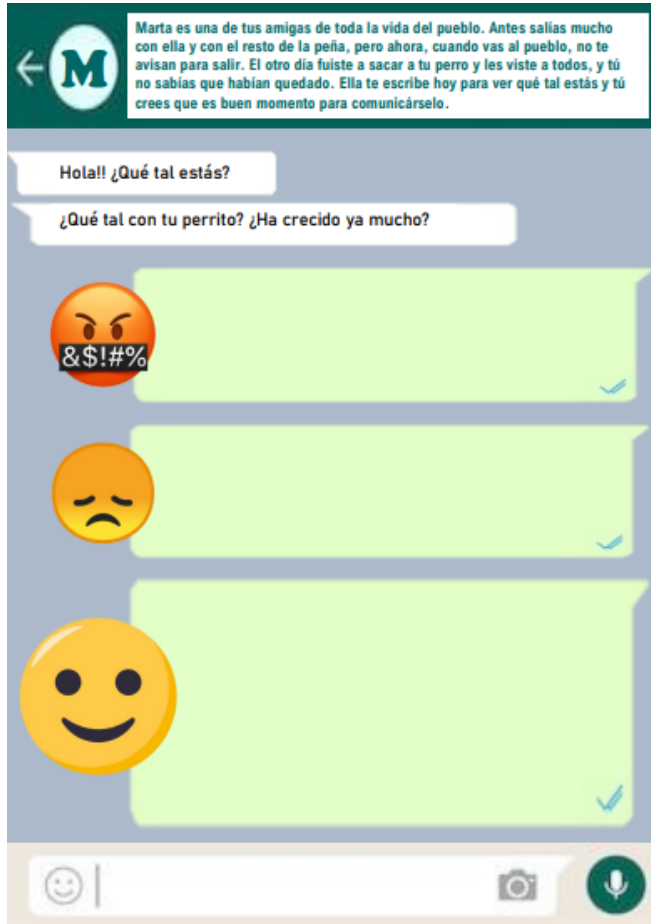 Marta es una de tus amigas de toda la vida del pueblo. Antes salías mucho
con ella y con el resto de la peña, pero ahora, cuando vas al pueblo, no te
avisan para salir. El otro día fuiste a sacar a tu perro y les viste a todos, y tú
no sabías que habían quedado. Ella te escribe hoy para ver qué tal estás y tú
crees que es buen momento para comunicárselo.
M
Hola!! ¿Qué tal estás?
¿Qué tal con tu perrito? ¿Ha crecido ya mucho?
&$!#%